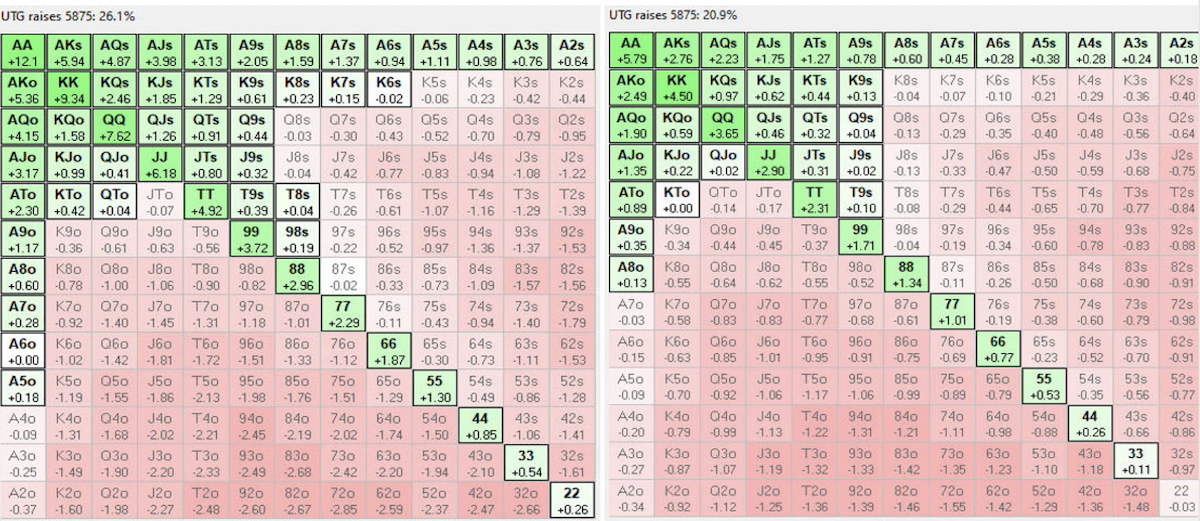 UTG raises 5875: 26.1%
AA AKs AQs AJs ATs A9s A8s A7s A6s A5s A4s A3s A2s
+12.1 +5.94 +4.87 +3.98 +3.13 +2.05 +1.59 +1.37 +0.94 +1.11 +0.98 +0.76 +0.64
AKo KK KQs KJs KTs K9s K8s K7s K6s K5s K4s K3s K2s
+5.36 +9.34 +2.46 +1.85 +1.29 +0.61 +0.23 +0.15 -0.02 -0.06 -0.23 -0.42 -0.44
AQo KQo QQ QJs QTs Q9s Q8s Q7s Q6s Q5s Q4s Q3s Q2s
+4.15 +1.58 +7.62 +1.26 +0.91 +0.44 -0.03 -0.30 -0.43 -0.52 -0.70 -0.79 -0.95
AJo KJo QJo JJ JTs J9s J8s J7s J6s J5s J4s J3s J2s
+3.17 +0.99 +0.41 +6.18 +0.80 +0.32 -0.04 -0.42 -0.77 -0.83 -0.94 -1.08 -1.22
ATo KTo QTo JTo TT T9s T8s T7s T6s T5s T4s T3s T2s
+2.30 +0.42 +0.04 -0.07 +4.92 +0.39 +0.04 -0.26 -0.61 -1.07 -1.16 -1.29 -1.39
A9o K9o Q9o J9o T9o 99 98s 97s 96s 95s 94s 93s 92s
+1.17 -0.36 -0.61 -0.63 -0.56 +3.72 +0.19 -0.22 -0.52 -0.97 -1.36 -1.37 -1.53
A8o K8o Q8o J8o T8o 98o 88 87s 86s 85s 84s 83s 82s
+0.60 -0.78 -1.00 -1.06 -0.90 -0.82 +2.96 -0.02 -0.33 -0.73 -1.09 -1.57 -1.56
A7o K7o Q7o J7o T7o 97o 87o 77 76s 75s 74s 73s 72s
+0.28 -0.92 -1.40 -1.45 -1.31 -1.18 -1.01 +2.29 -0.11 -0.43 -0.94 -1.40 -1.79
A6o K6o Q6o J6o T6o 96o 86o 76o 66 65s 64s 63s 62s
+0.00 -1.02 -1.42 -1.81 -1.72 -1.51 -1.33 -1.12 +1.87 -0.30 -0.73 -1.11 -1.53
A5o K5o Q5o J5o T5o 95o 85o 75o 65o 55 54s 53s 52s
+0.18 -1.19 -1.55 -1.86 -2.13 -1.98 -1.76 -1.51 -1.29 +1.30 -0.49 -0.86 -1.28
A4o K4o Q4o J4o T4o 94o 84o 74o 64o 54o 44 43s 42s
-0.09 -1.31 -1.68 -2.02 -2.21 -2.45 -2.19 -2.02 -1.74 -1.50 +0.85 -1.06 -1.41
A3o K3o Q3o J3o T3o 93o 83o 73o 63o 53o 43o 33 32s
-0.25 -1.49 -1.90 -2.20 -2.33 -2.49 -2.68 -2.42 -2.20 -1.94 -2.10 +0.54 -1.61
A2o K2o Q2o J2o T2o 92o 82o 72o 62o 52o 42o 32o 22
-0.37 -1.60 -1.98 -2.27 -2.48 -2.60 -2.67 -2.85 -2.59 -2.37 -2.47 -2.66 +0.26
UTG raises 5875: 20.9%
AA AKs AQs AJs ATs A9s A8s A7s A6s A5s A4s A3s A2s
+5.79 +2.76 +2.23 +1.75 +1.27 +0.78 +0.60 +0.45 +0.28 +0.38 +0.28 +0.24 +0.18
AKo KK KQs KJs KTs K9s K8s K7s K6s K5s K4s K3s K2s
+2.49 +4.50 +0.97 +0.62 +0.44 +0.13 -0.04 -0.07 -0.10 -0.21 -0.29 -0.36 -0.40
AQo KQo QQ QJs QTs Q9s Q8s Q7s Q6s Q5s Q4s Q3s Q2s
+1.90 +0.59 +3.65 +0.46 +0.32 +0.04 -0.13 -0.29 -0.35 -0.40 -0.48 -0.56 -0.64
AJo KJo QJo JJ JTs J9s J8s J7s J6s J5s J4s J3s J2s
+1.35 +0.22 +0.02 +2.90 +0.31 +0.02 -0.13 -0.33 -0.47 -0.50 -0.59 -0.68 -0.75
ATo KTo QTo JTo TT T9s T8s T7s T6s T5s T4s T3s T2s
+0.89 +0.00 -0.14 -0.17 +2.31 +0.10 -0.08 -0.29 -0.44 -0.65 -0.70 -0.77 -0.84
A9o K9o Q9o J9o T9o 99 98s 97s 96s 95s 94s 93s 92s
+0.35 -0.34 -0.44 -0.45 -0.37 +1.71 -0.04 -0.19 -0.34 -0.60 -0.78 -0.83 -0.88
A8o K8o Q8o J8o T8o 98o 88 87s 86s 85s 84s 83s 82s
+0.13 -0.55 -0.64 -0.62 -0.55 -0.52 +1.34 -0.11 -0.26 -0.50 -0.68 -0.90 -0.91
A7o K7o Q7o J7o T7o 97o 87o 77 76s 75s 74s 73s 72s
-0.03 -0.58 -0.83 -0.83 -0.77 -0.68 -0.61 +1.01 -0.19 -0.38 -0.60 -0.79 -0.98
A6o K6o Q6o J6o T6o 96o 86o 76o 66 65s 64s 63s 62s
-0.15 -0.63 -0.85 -1.01 -0.95 -0.91 -0.75 -0.69 +0.77 -0.23 -0.52 -0.70 -0.91
A5o K5o Q5o J5o T5o 95o 85o 75o 65o 55 54s 53s 52s
-0.09 -0.70 -0.92 -1.06 -1.17 -1.06 -0.99 -0.89 -0.79 +0.53 -0.35 -0.56 -0.77
A4o K4o Q4o J4o T4o 94o 84o 74o 64o 54o 44 43s 42s
-0.20 -0.79 -0.99 -1.13 -1.22 -1.31 -1.21 -1.11 -0.98 -0.88 +0.26 -0.66 -0.86
A3o K3o Q3o J3o T3o 93o 83o 73o 63o 53o 43o 33 32s
-0.27 -0.87 -1.07 -1.19 -1.32 -1.33 -1.42 -1.35 -1.23 -1.10 -1.18 +0.11 -0.97
A2o K2o Q2o J2o T2o 92o 82o 72o 62o 52o 42o 32o 22
-0.34 -0.92 -1.12 -1.25 -1.36 -1.39 -1.44 -1.55 -1.42 -1.29 -1.36 -1.48 -0.03